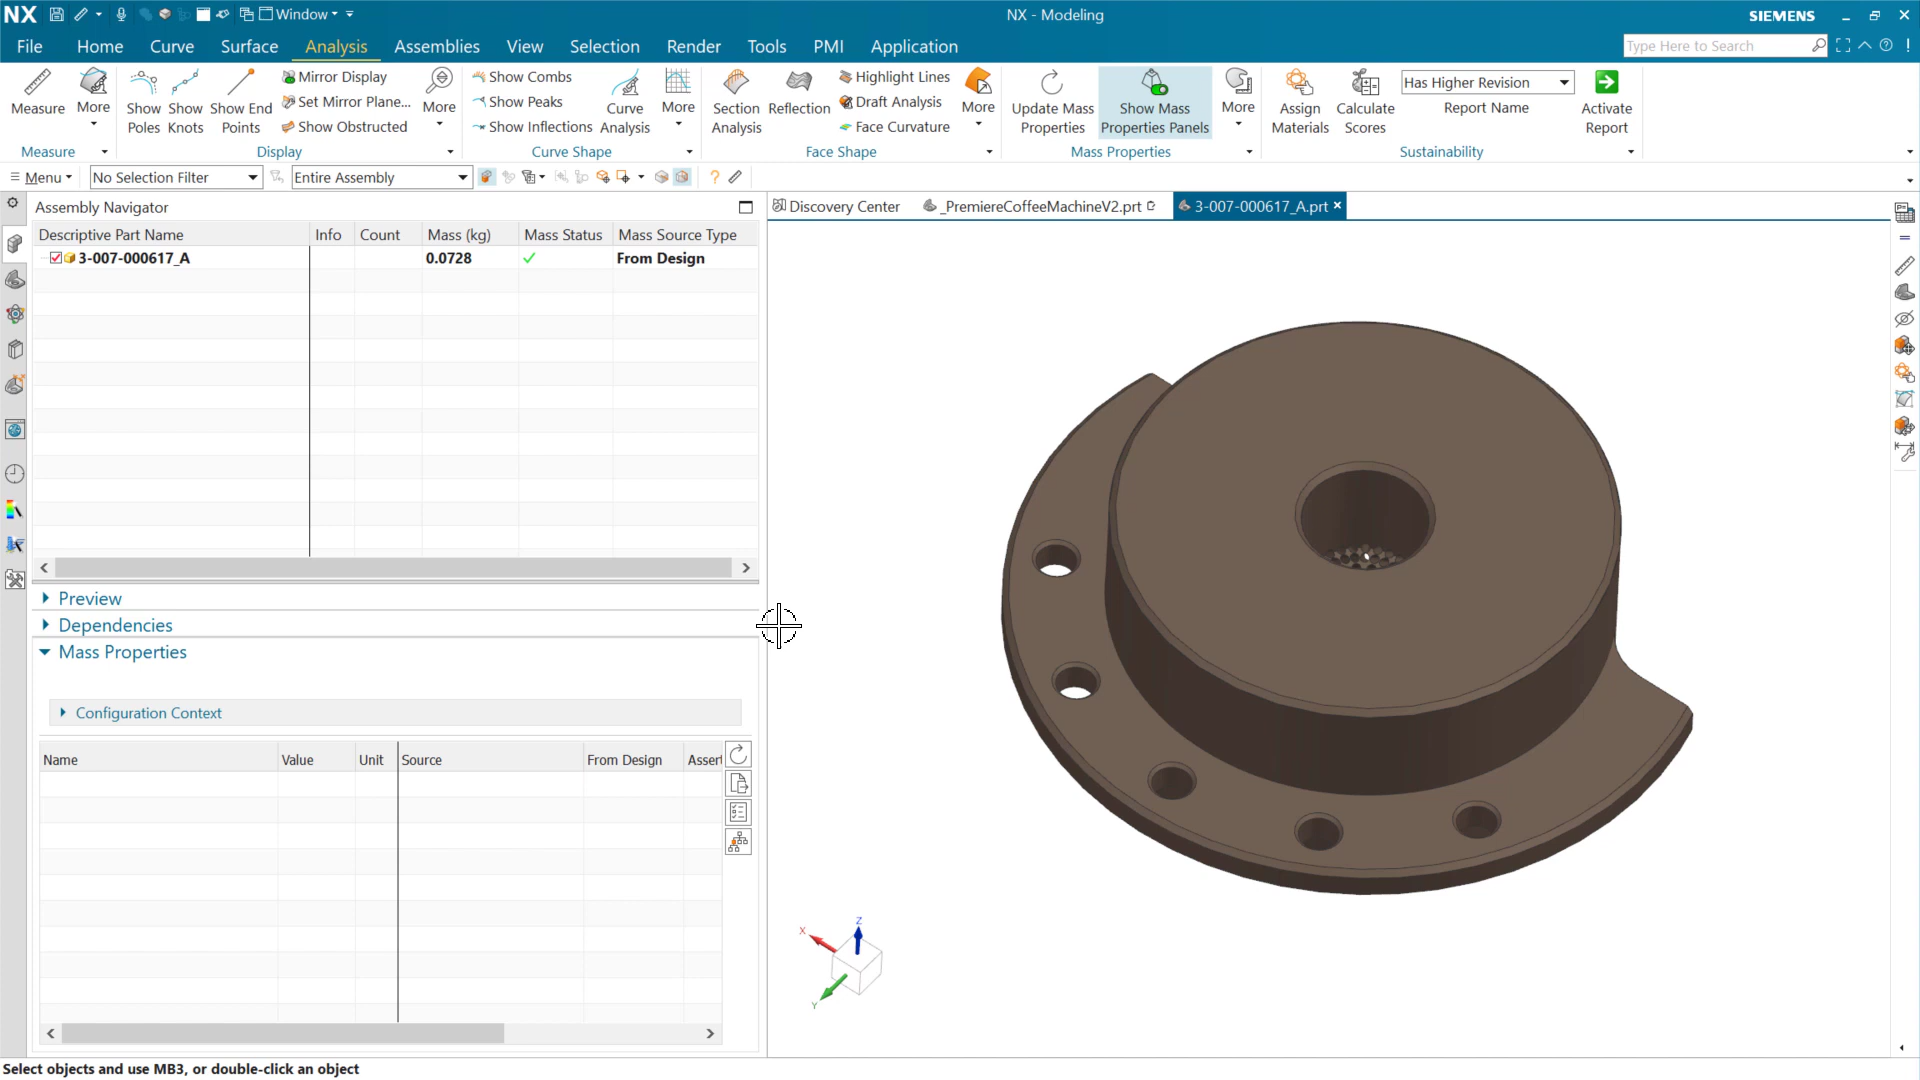 NX Window NX - Modeling SIEMENS
File Home Curve Surface Analysis Assemblies View Selection Render Tools PMI Application Type Here to Search
Measure
More
Measure
Show Poles
Show Knots
Show End Points
Mirror Display
Set Mirror Plane...
Show Obstructed
More
Display
Show Combs
Show Peaks
Show Inflections
Curve Analysis
More
Curve Shape
Section Analysis
Reflection
Highlight Lines
Draft Analysis
Face Curvature
More
Face Shape
Update Mass Properties
Show Mass Properties Panels
More
Mass Properties
Assign Materials
Calculate Scores
Has Higher Revision
Report Name
Activate Report
Sustainability
Menu No Selection Filter Entire Assembly
Assembly Navigator
Discovery Center _PremiereCoffeeMachineV2.prt 3-007-000617_A.prt
Descriptive Part Name Info Count Mass (kg) Mass Status Mass Source Type
3-007-000617_A 0.0728 From Design
Preview
Dependencies
Mass Properties
Configuration Context
Name Value Unit Source From Design Assert
X
Z
Y
Select objects and use MB3, or double-click an object